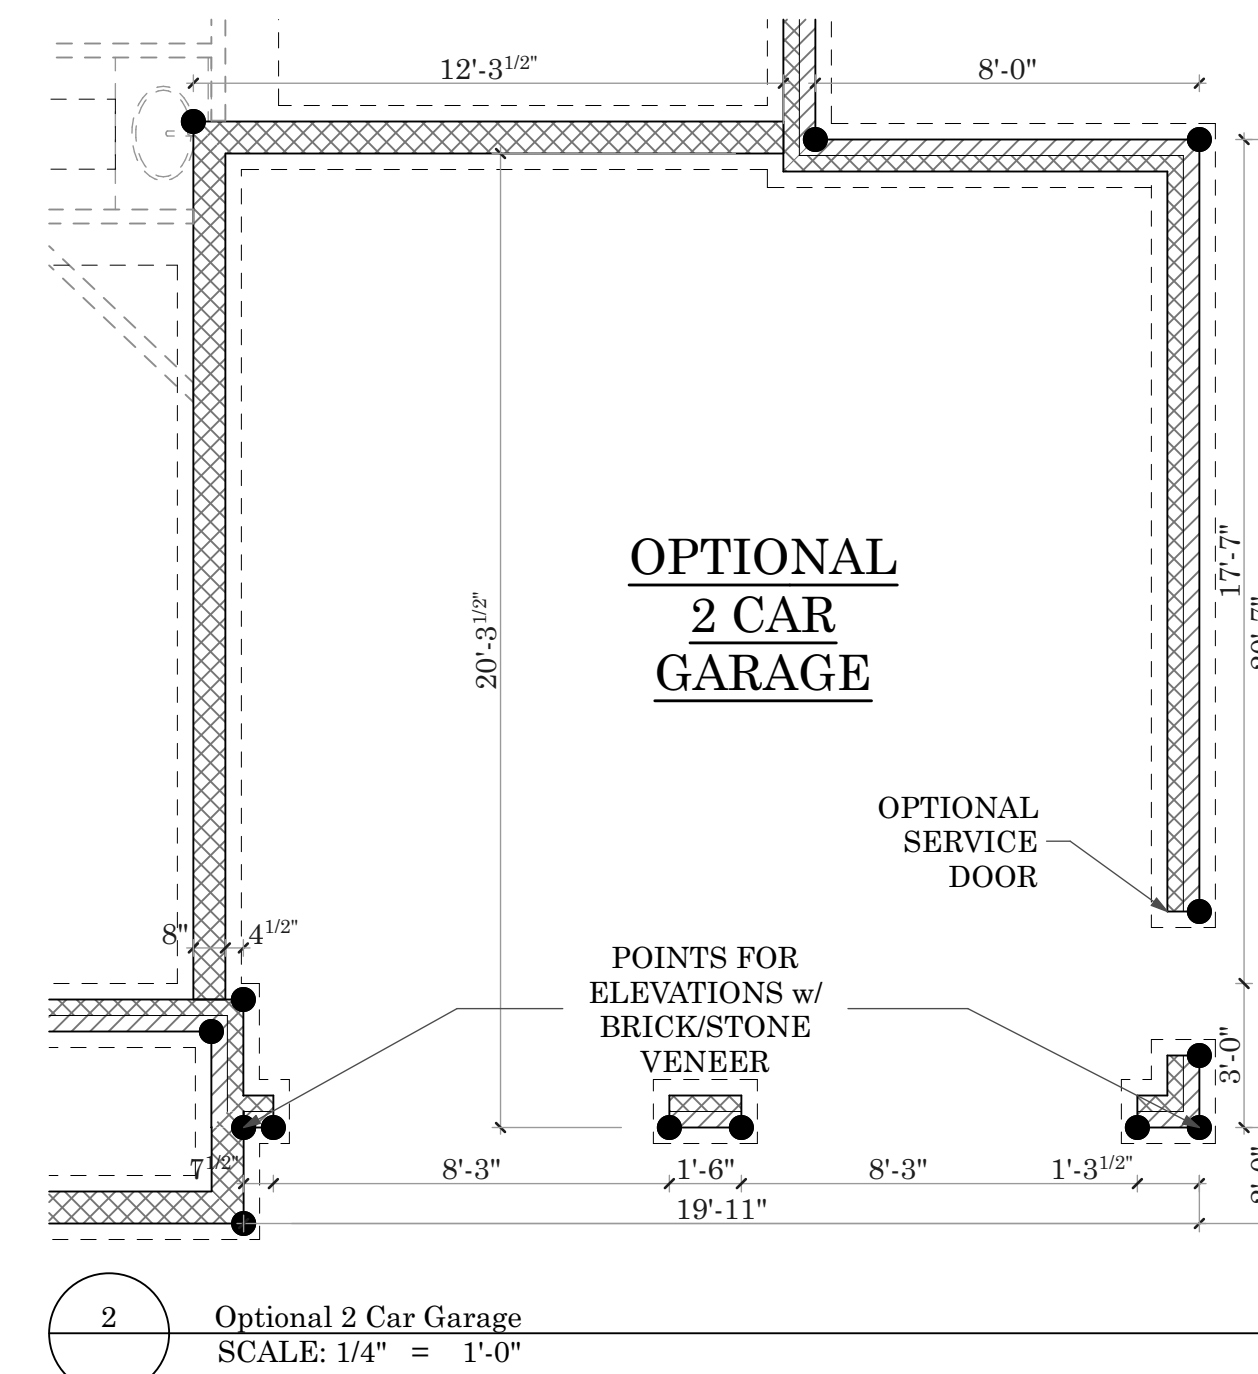 12'-3 1/2" 8'-0"
17'-7"
20'-3 1/2"
OPTIONAL
2 CAR
GARAGE
OPTIONAL
SERVICE
DOOR
8" 4 1/2"
POINTS FOR
ELEVATIONS w/
BRICK/STONE
VENEER
3'-0"
7 1/2" 8'-3" 1'-6" 8'-3" 1'-3 1/2"
19'-11"
2 Optional 2 Car Garage
SCALE: 1/4" = 1'-0"